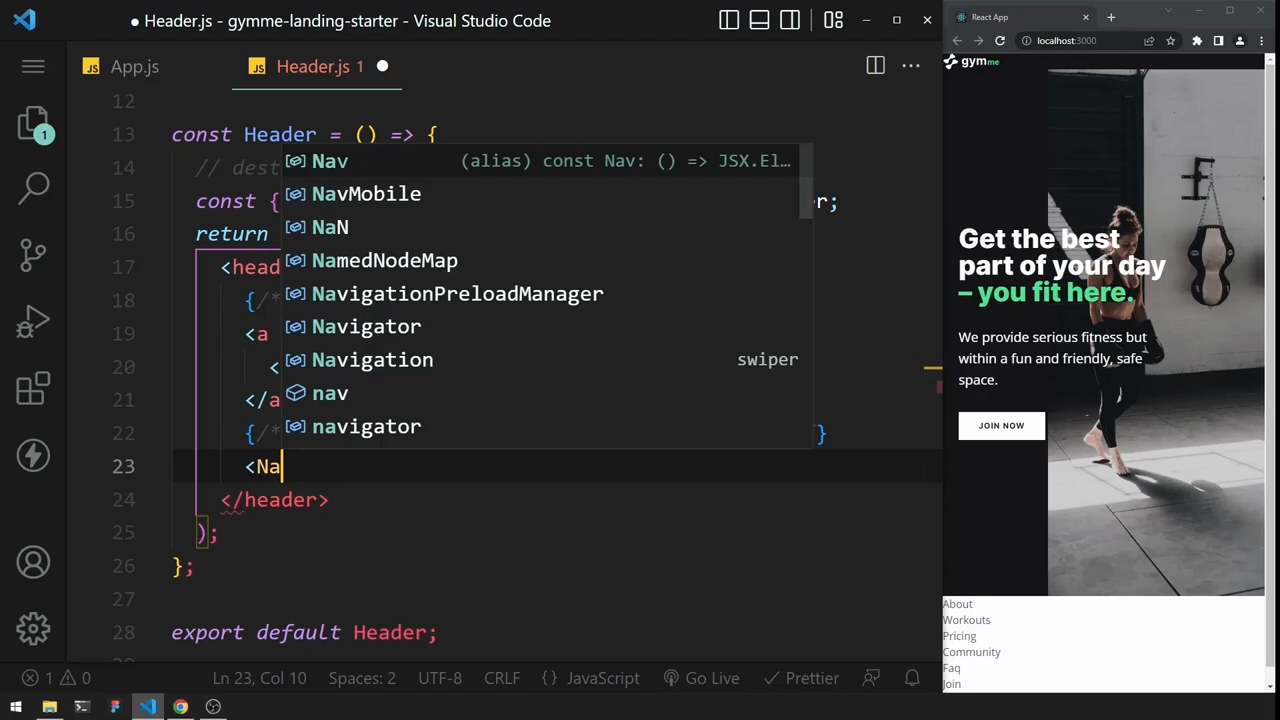 Header.js - gymme-landing-starter - Visual Studio Code
App.js
Header.js 1
12
13 const Header = () => {
14 // dest
15 const { r;
16 return
17 <head
18 {/*
19 <a
20 <
21 </a
22 {/* }
23 <Na
24 </header>
25 );
26 };
27
28 export default Header;
Nav (alias) const Nav: () => JSX.El…
NavMobile
NaN
NamedNodeMap
NavigationPreloadManager
Navigator
Navigation swiper
nav
navigator
1
1 0
Ln 23, Col 10
Spaces: 2
UTF-8
CRLF
{} JavaScript
Go Live
Prettier
React App
localhost:3000
gymme
Get the best
part of your day
– you fit here.
We provide serious fitness but
within a fun and friendly, safe
space.
JOIN NOW
About
Workouts
Pricing
Community
Faq
Join